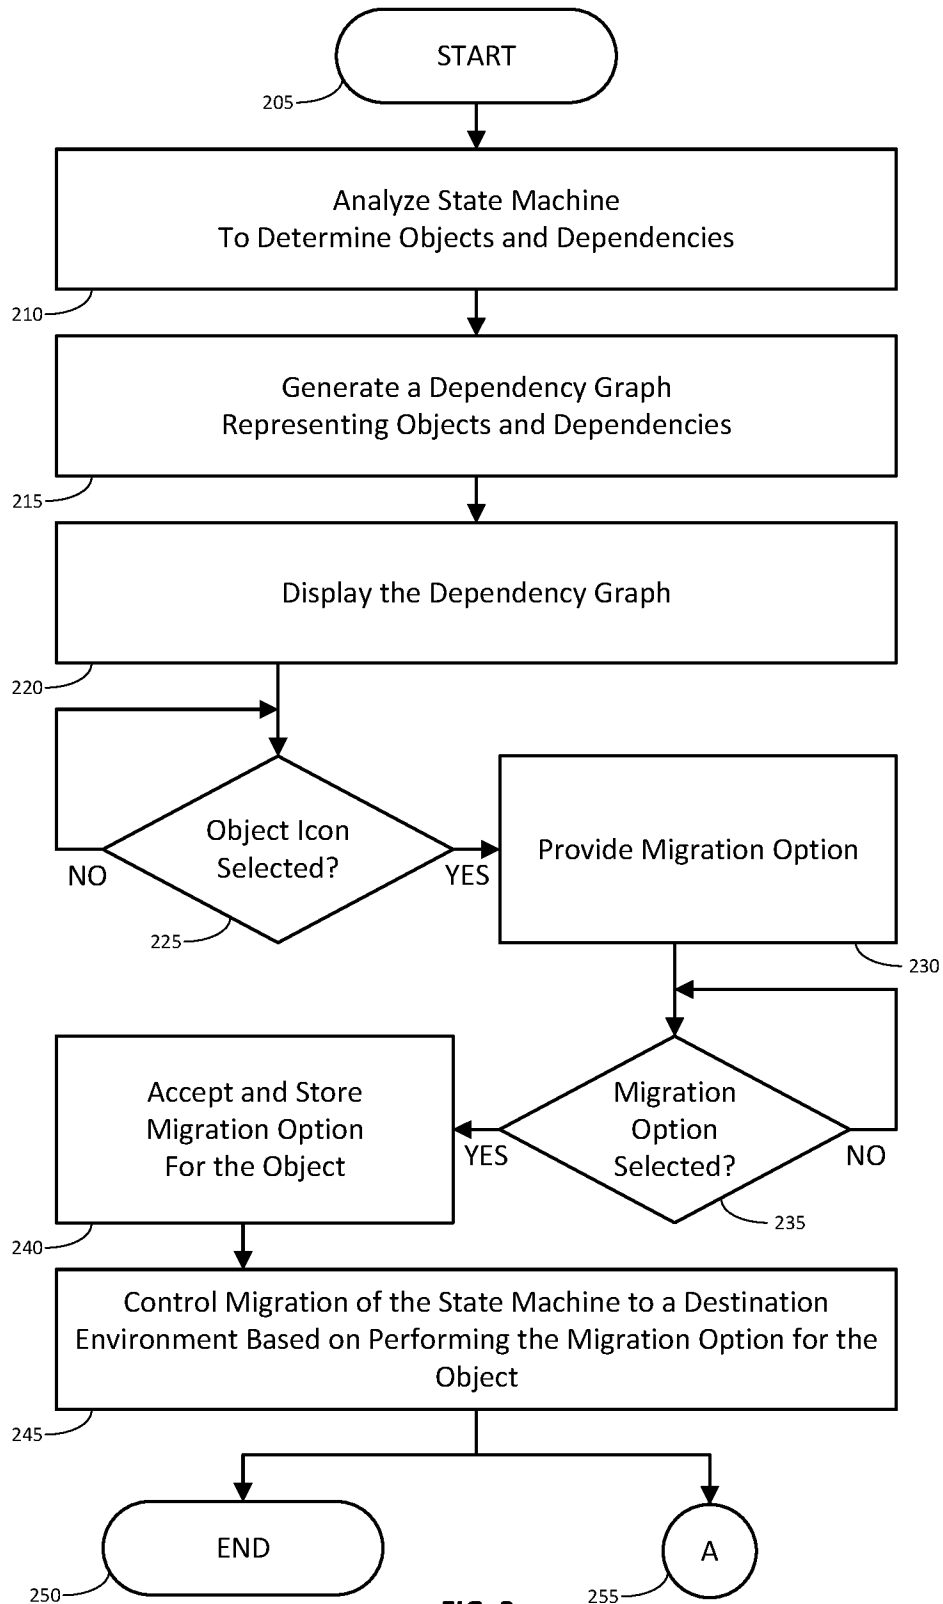 START
205
Analyze State Machine
To Determine Objects and Dependencies
210
Generate a Dependency Graph
Representing Objects and Dependencies
215
Display the Dependency Graph
220
Object Icon
Selected?
NO
YES
225
Provide Migration Option
230
Migration
Option
Selected?
YES
NO
235
Accept and Store
Migration Option
For the Object
240
Control Migration of the State Machine to a Destination
Environment Based on Performing the Migration Option for the
Object
245
END
250
A
255